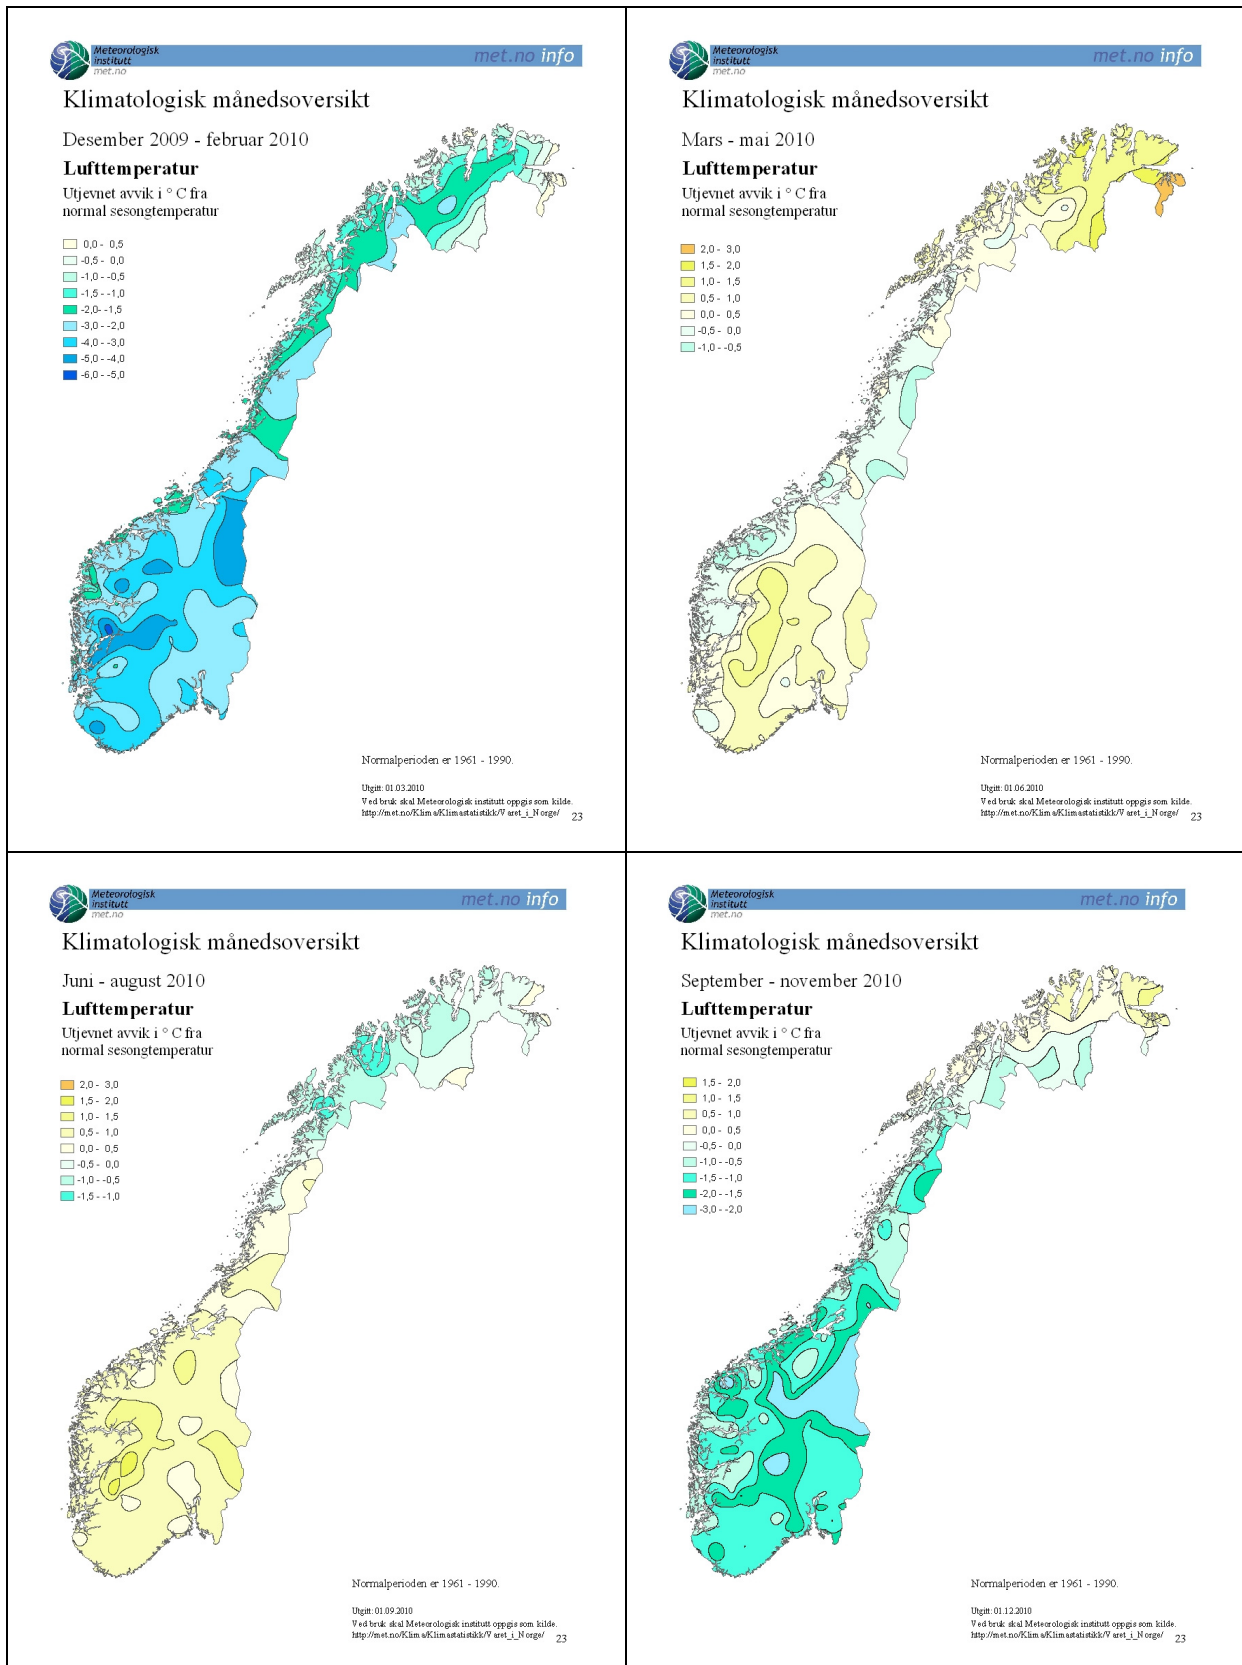 Meteorologisk
institutt
met.no
met.no info
Klimatologisk månedsoversikt
Desember 2009 - februar 2010
Lufttemperatur
Utjevnet avvik i ° C fra
normal sesongtemperatur
0,0 - 0,5
-0,5 - 0,0
-1,0 - -0,5
-1,5 - -1,0
-2,0 - -1,5
-3,0 - -2,0
-4,0 - -3,0
-5,0 - -4,0
-6,0 - -5,0
Normalperioden er 1961 - 1990.
Utgitt: 01.03.2010
Ved bruk skal Meteorologisk institutt oppgis som kilde.
http://met.no/Klima/Klimastatistikk/Varet_i_Norge/ 23
Meteorologisk
institutt
met.no
met.no info
Klimatologisk månedsoversikt
Mars - mai 2010
Lufttemperatur
Utjevnet avvik i ° C fra
normal sesongtemperatur
2,0 - 3,0
1,5 - 2,0
1,0 - 1,5
0,5 - 1,0
0,0 - 0,5
-0,5 - 0,0
-1,0 - -0,5
Normalperioden er 1961 - 1990.
Utgitt: 01.06.2010
Ved bruk skal Meteorologisk institutt oppgis som kilde.
http://met.no/Klima/Klimastatistikk/Varet_i_Norge/ 23
Meteorologisk
institutt
met.no
met.no info
Klimatologisk månedsoversikt
Juni - august 2010
Lufttemperatur
Utjevnet avvik i ° C fra
normal sesongtemperatur
2,0 - 3,0
1,5 - 2,0
1,0 - 1,5
0,5 - 1,0
0,0 - 0,5
-0,5 - 0,0
-1,0 - -0,5
-1,5 - -1,0
Normalperioden er 1961 - 1990.
Utgitt: 01.09.2010
Ved bruk skal Meteorologisk institutt oppgis som kilde.
http://met.no/Klima/Klimastatistikk/Varet_i_Norge/ 23
Meteorologisk
institutt
met.no
met.no info
Klimatologisk månedsoversikt
September - november 2010
Lufttemperatur
Utjevnet avvik i ° C fra
normal sesongtemperatur
1,5 - 2,0
1,0 - 1,5
0,5 - 1,0
0,0 - 0,5
-0,5 - 0,0
-1,0 - -0,5
-1,5 - -1,0
-2,0 - -1,5
-3,0 - -2,0
Normalperioden er 1961 - 1990.
Utgitt: 01.12.2010
Ved bruk skal Meteorologisk institutt oppgis som kilde.
http://met.no/Klima/Klimastatistikk/Varet_i_Norge/ 23